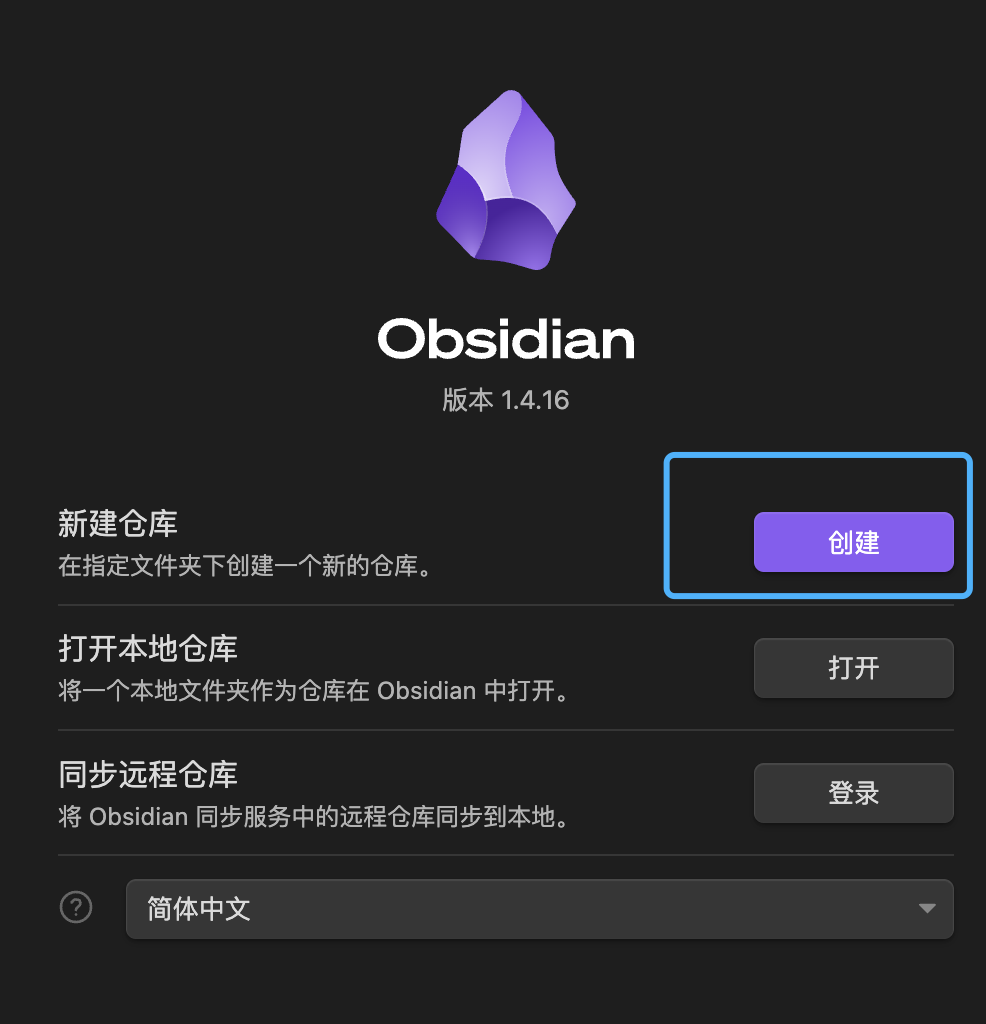 Obsidian
版本 1.4.16
新建仓库
在指定文件夹下创建一个新的仓库。
创建
打开本地仓库
将一个本地文件夹作为仓库在 Obsidian 中打开。
打开
同步远程仓库
将 Obsidian 同步服务中的远程仓库同步到本地。
登录
?
简体中文